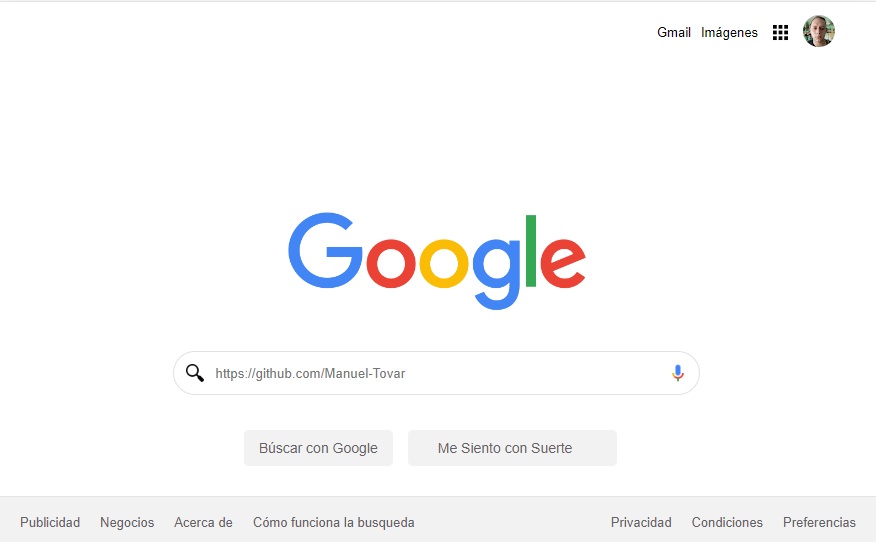 Gmail Imágenes
Google
https://github.com/Manuel-Tovar
Búscar con Google Me Siento con Suerte
Publicidad Negocios Acerca de Cómo funciona la busqueda Privacidad Condiciones Preferencias